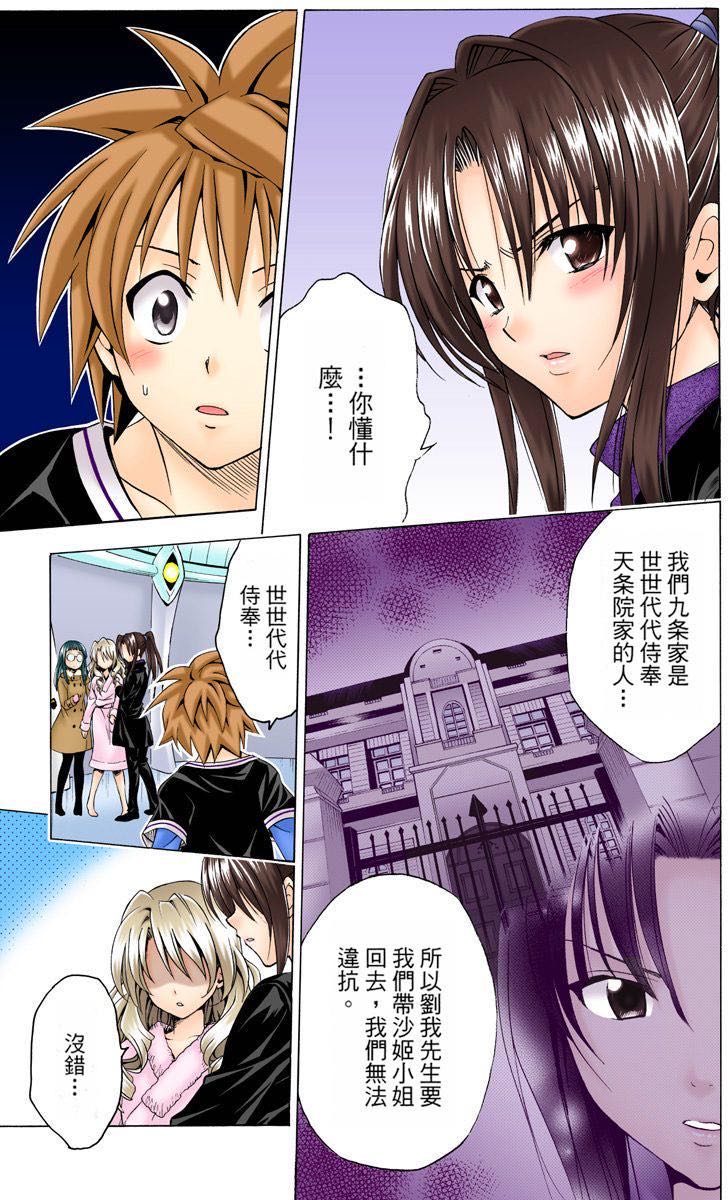 …你懂什
麼…！
我們九条家是
世世代代侍奉
天条院家的人…
所以劉我先生要
我們帶沙姬小姐
回去，我們無法
違抗。
世世代代
侍奉…
沒錯…